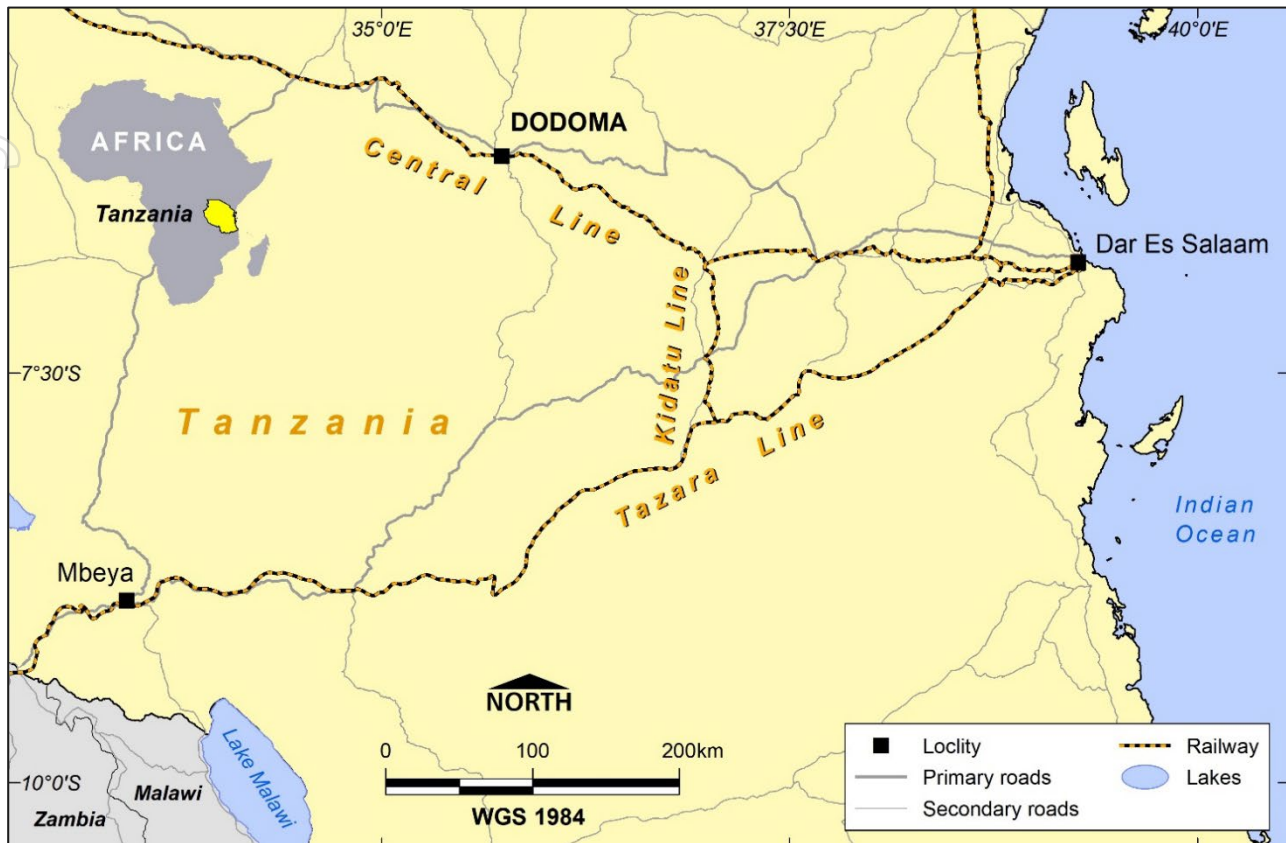 35°0'E
37°30'E
40°0'E
AFRICA
Tanzania
DODOMA
Central Line
Dar Es Salaam
Kidatu Line
7°30'S
Tanzania
Tazara Line
Indian
Ocean
Mbeya
NORTH
0 100 200km
WGS 1984
10°0'S
Zambia
Malawi
Lake Malawi
Loclity
Primary roads
Secondary roads
Railway
Lakes